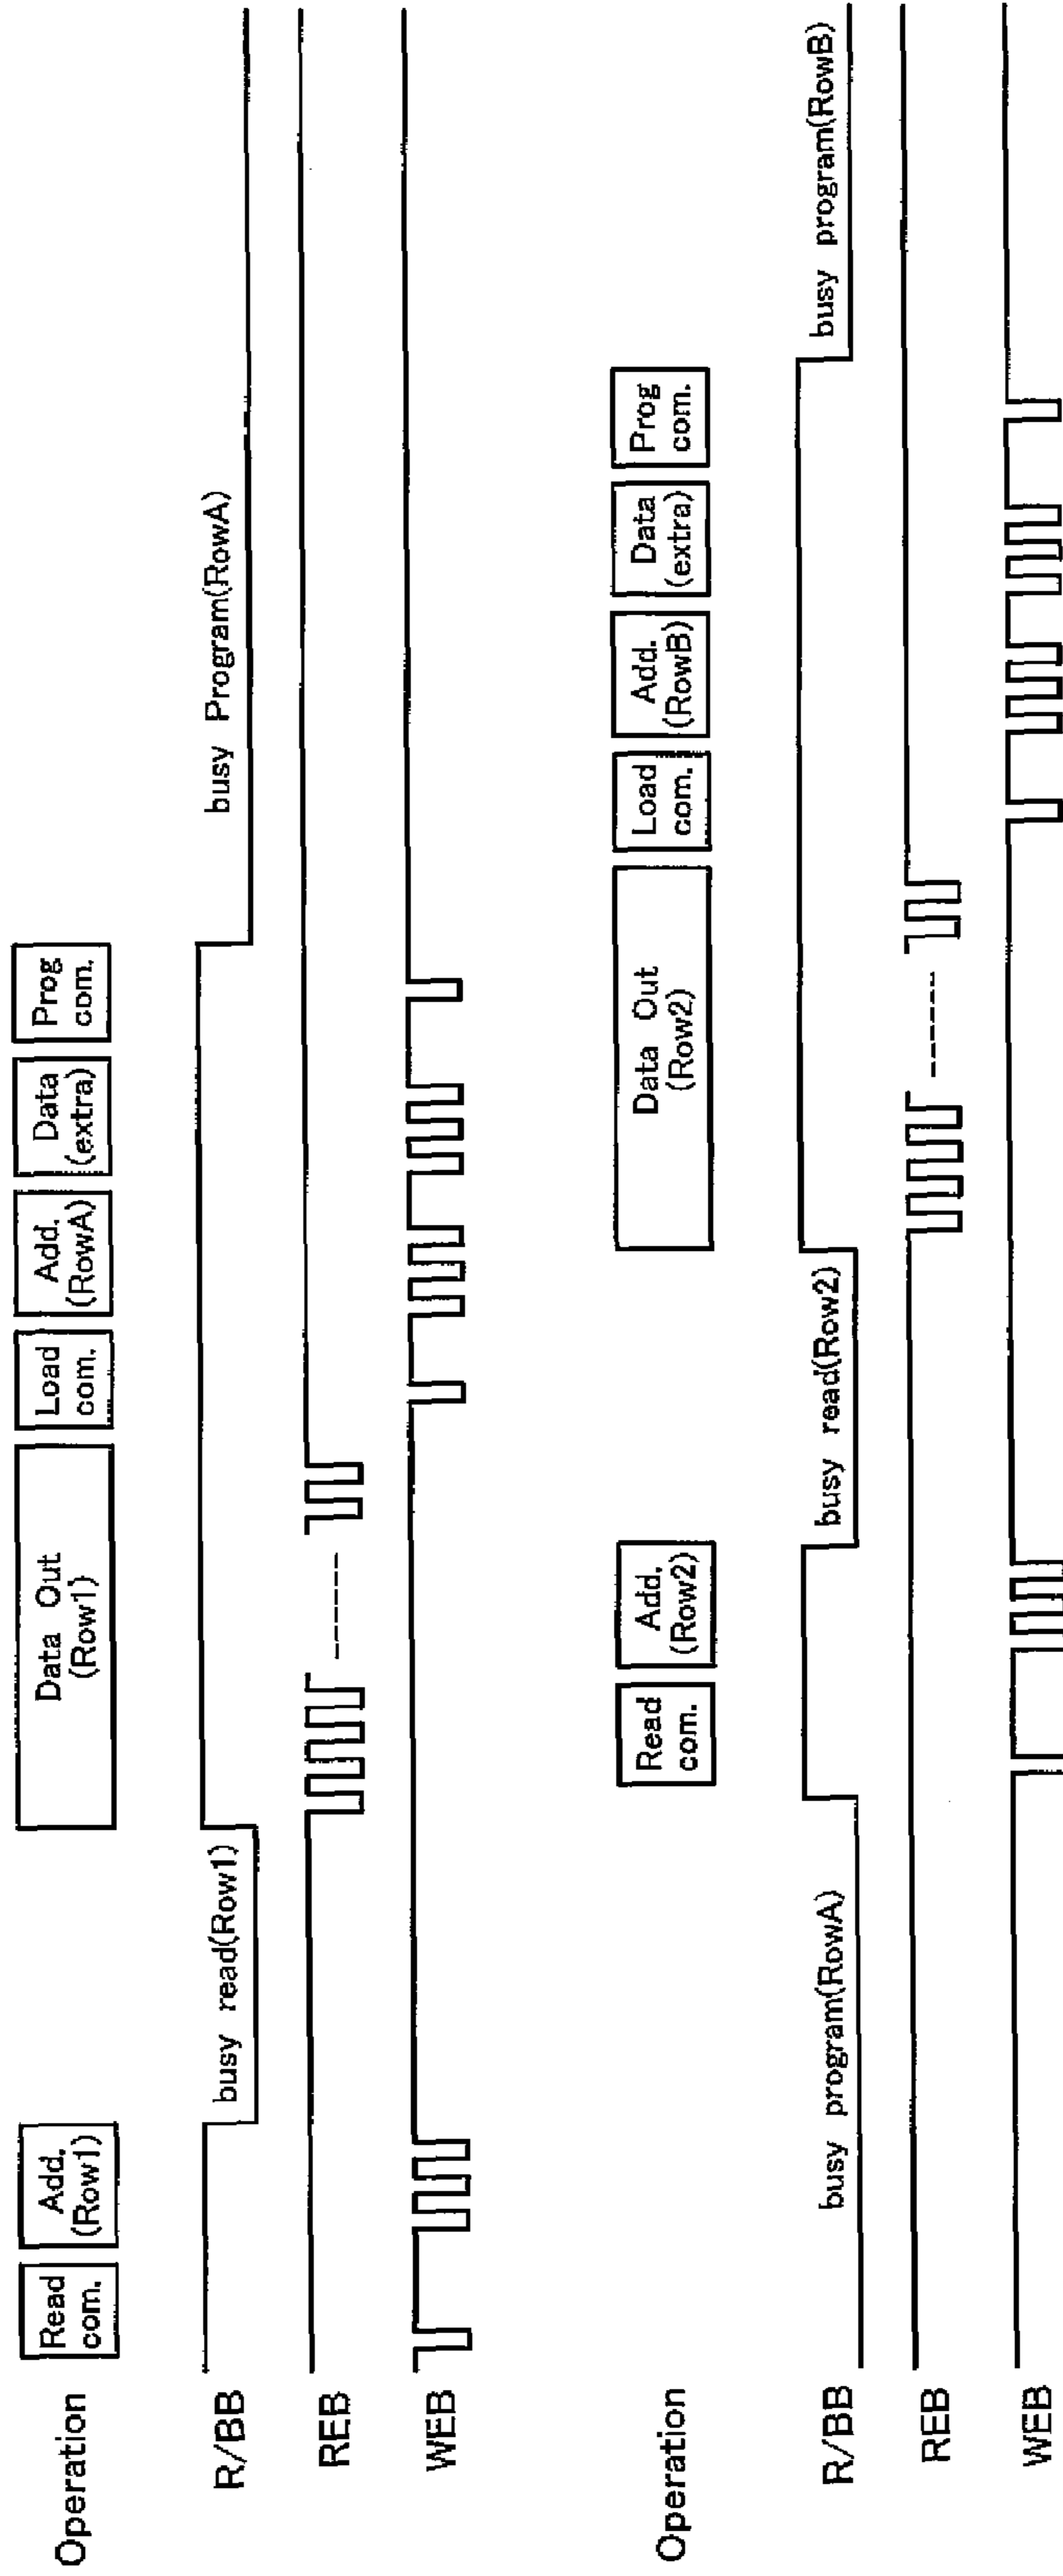 Operation
Read
com.
Add.
(Row1)
Data Out
(Row1)
Load
com.
Add.
(RowA)
Data
(extra)
Prog
com.
R/BB
busy read(Row1)
busy Program(RowA)
REB
WEB
Operation
Read
com.
Add.
(Row2)
Data Out
(Row2)
Load
com.
Add.
(RowB)
Data
(extra)
Prog
com.
R/BB
busy program(RowA)
busy read(Row2)
busy program(RowB)
REB
WEB